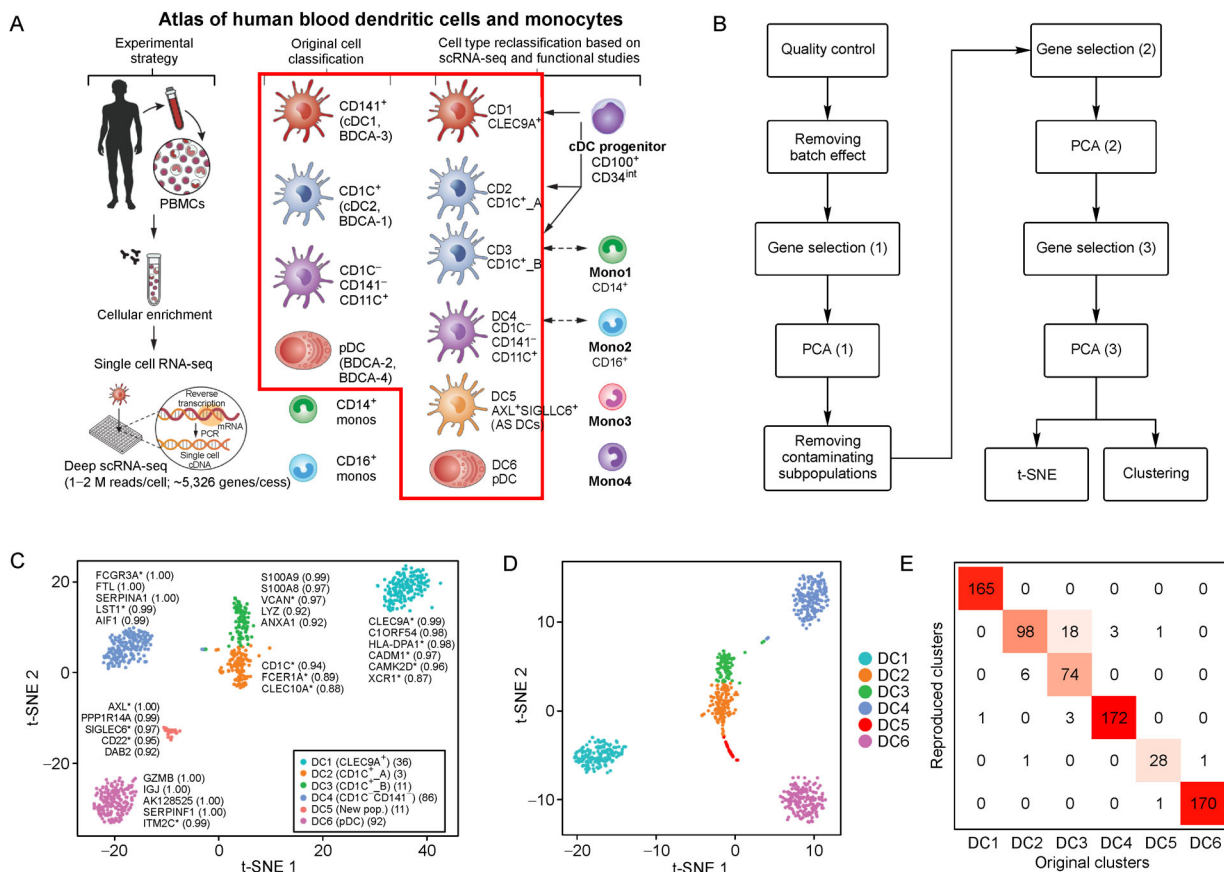 A
Atlas of human blood dendritic cells and monocytes
Experimental
strategy
Original cell
classification
Cell type reclassification based on
scRNA-seq and functional studies
PBMCs
Cellular enrichment
Single cell RNA-seq
Reverse
transcription
mRNA
PCR
Single cell
cDNA
Deep scRNA-seq
(1–2 M reads/cell; ~5,326 genes/cess)
CD141+
(cDC1,
BDCA-3)
CD1C+
(cDC2,
BDCA-1)
CD1C−
CD141−
CD11C+
pDC
(BDCA-2,
BDCA-4)
CD14+
monos
CD16+
monos
CD1
CLEC9A+
CD2
CD1C+_A
CD3
CD1C+_B
DC4
CD1C−
CD141−
CD11C+
DC5
AXL+SIGLLC6+
(AS DCs)
DC6
pDC
cDC progenitor
CD100+
CD34int
Mono1
CD14+
Mono2
CD16+
Mono3
Mono4
B
Quality control
Removing
batch effect
Gene selection (1)
PCA (1)
Removing
contaminating
subpopulations
Gene selection (2)
PCA (2)
Gene selection (3)
PCA (3)
t-SNE
Clustering
C
t-SNE 2
20
0
−20
FCGR3A* (1.00)
FTL (1.00)
SERPINA1 (1.00)
LST1* (0.99)
AIF1 (0.99)
S100A9 (0.99)
S100A8 (0.97)
VCAN* (0.97)
LYZ (0.92)
ANXA1 (0.92)
CLEC9A* (0.99)
C1ORF54 (0.98)
HLA-DPA1* (0.98)
CADM1* (0.97)
CAMK2D* (0.96)
XCR1* (0.87)
CD1C* (0.94)
FCER1A* (0.89)
CLEC10A* (0.88)
AXL* (1.00)
PPP1R14A (0.99)
SIGLEC6* (0.97)
CD22* (0.95)
DAB2 (0.92)
GZMB (1.00)
IGJ (1.00)
AK128525 (1.00)
SERPINF1 (1.00)
ITM2C* (0.99)
DC1 (CLEC9A+) (36)
DC2 (CD1C+_A) (3)
DC3 (CD1C+_B) (11)
DC4 (CD1C−CD141−) (86)
DC5 (New pop.) (11)
DC6 (pDC) (92)
−20 0 20 40
t-SNE 1
D
t-SNE 2
10
0
−10
−20 −10 0 10
t-SNE 1
DC1
DC2
DC3
DC4
DC5
DC6
E
Reproduced clusters
165 0 0 0 0 0
0 98 18 3 1 0
0 6 74 0 0 0
1 0 3 172 0 0
0 1 0 0 28 1
0 0 0 0 1 170
DC1 DC2 DC3 DC4 DC5 DC6
Original clusters